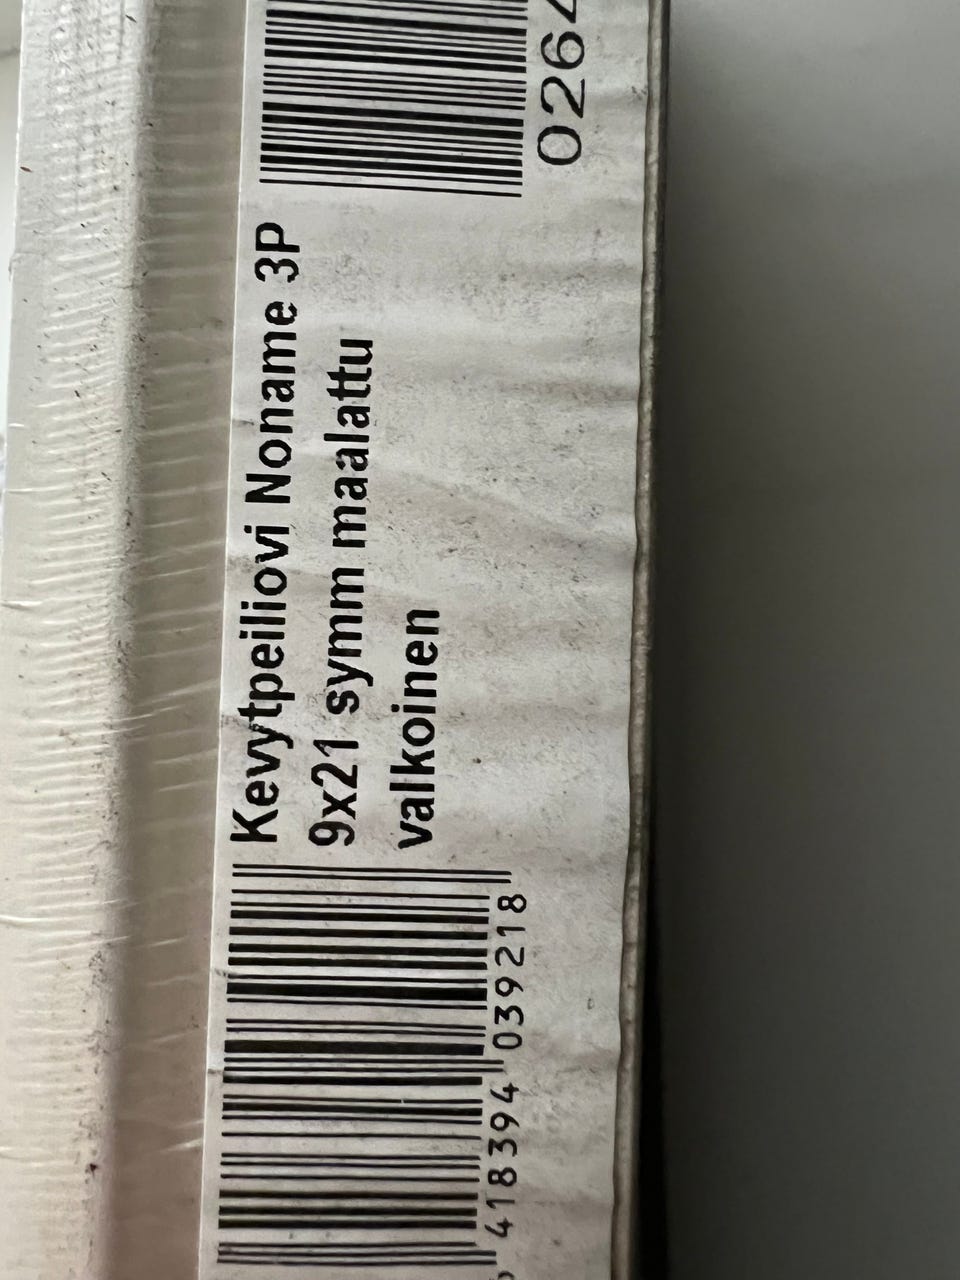 Kevytpeiliovi Noname 3P
9x21 symm maalattu
valkoinen
418394 039218
026